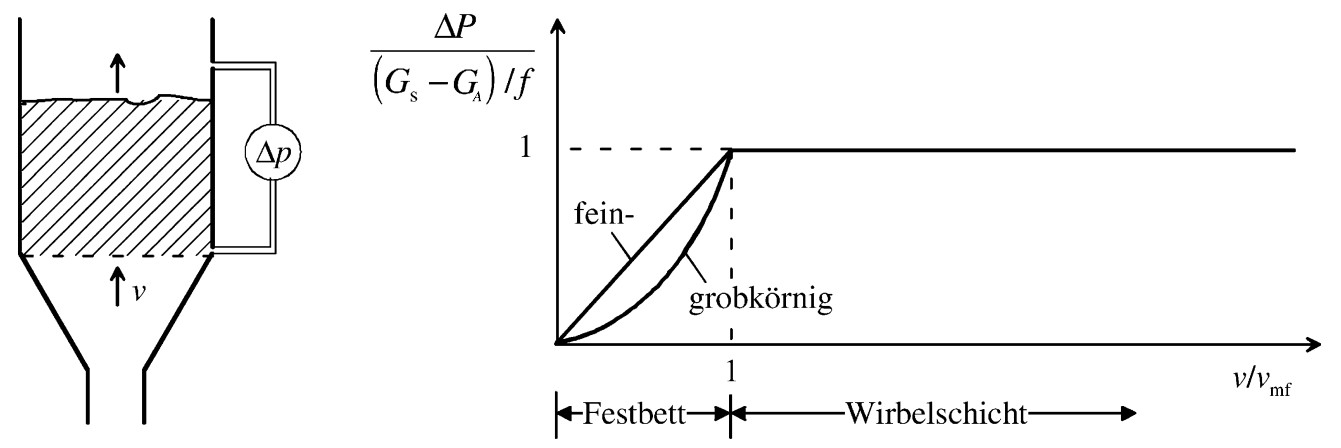 Δp
v
ΔP
(G_S − G_A) /f
1
fein-
grobkörnig
1
v/v_mf
Festbett
Wirbelschicht